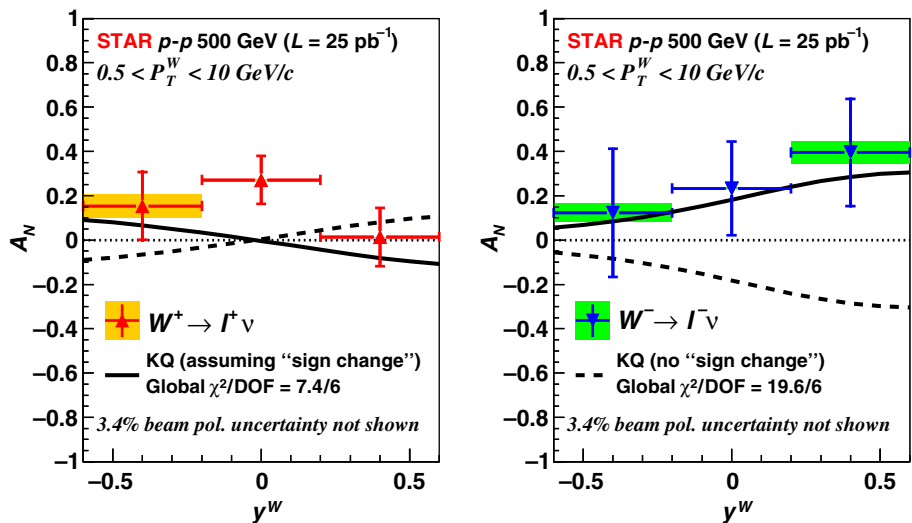 STAR p-p 500 GeV (L = 25 pb⁻¹)
0.5 < P_T^W < 10 GeV/c
1
0.8
0.6
0.4
0.2
0
−0.2
−0.4
−0.6
−0.8
−1
A_N
W⁺ → l⁺ ν
KQ (assuming “sign change”)
Global χ²/DOF = 7.4/6
3.4% beam pol. uncertainty not shown
−0.5 0 0.5
y^W
STAR p-p 500 GeV (L = 25 pb⁻¹)
0.5 < P_T^W < 10 GeV/c
1
0.8
0.6
0.4
0.2
0
−0.2
−0.4
−0.6
−0.8
−1
A_N
W⁻ → l⁻ ν
KQ (no “sign change”)
Global χ²/DOF = 19.6/6
3.4% beam pol. uncertainty not shown
−0.5 0 0.5
y^W